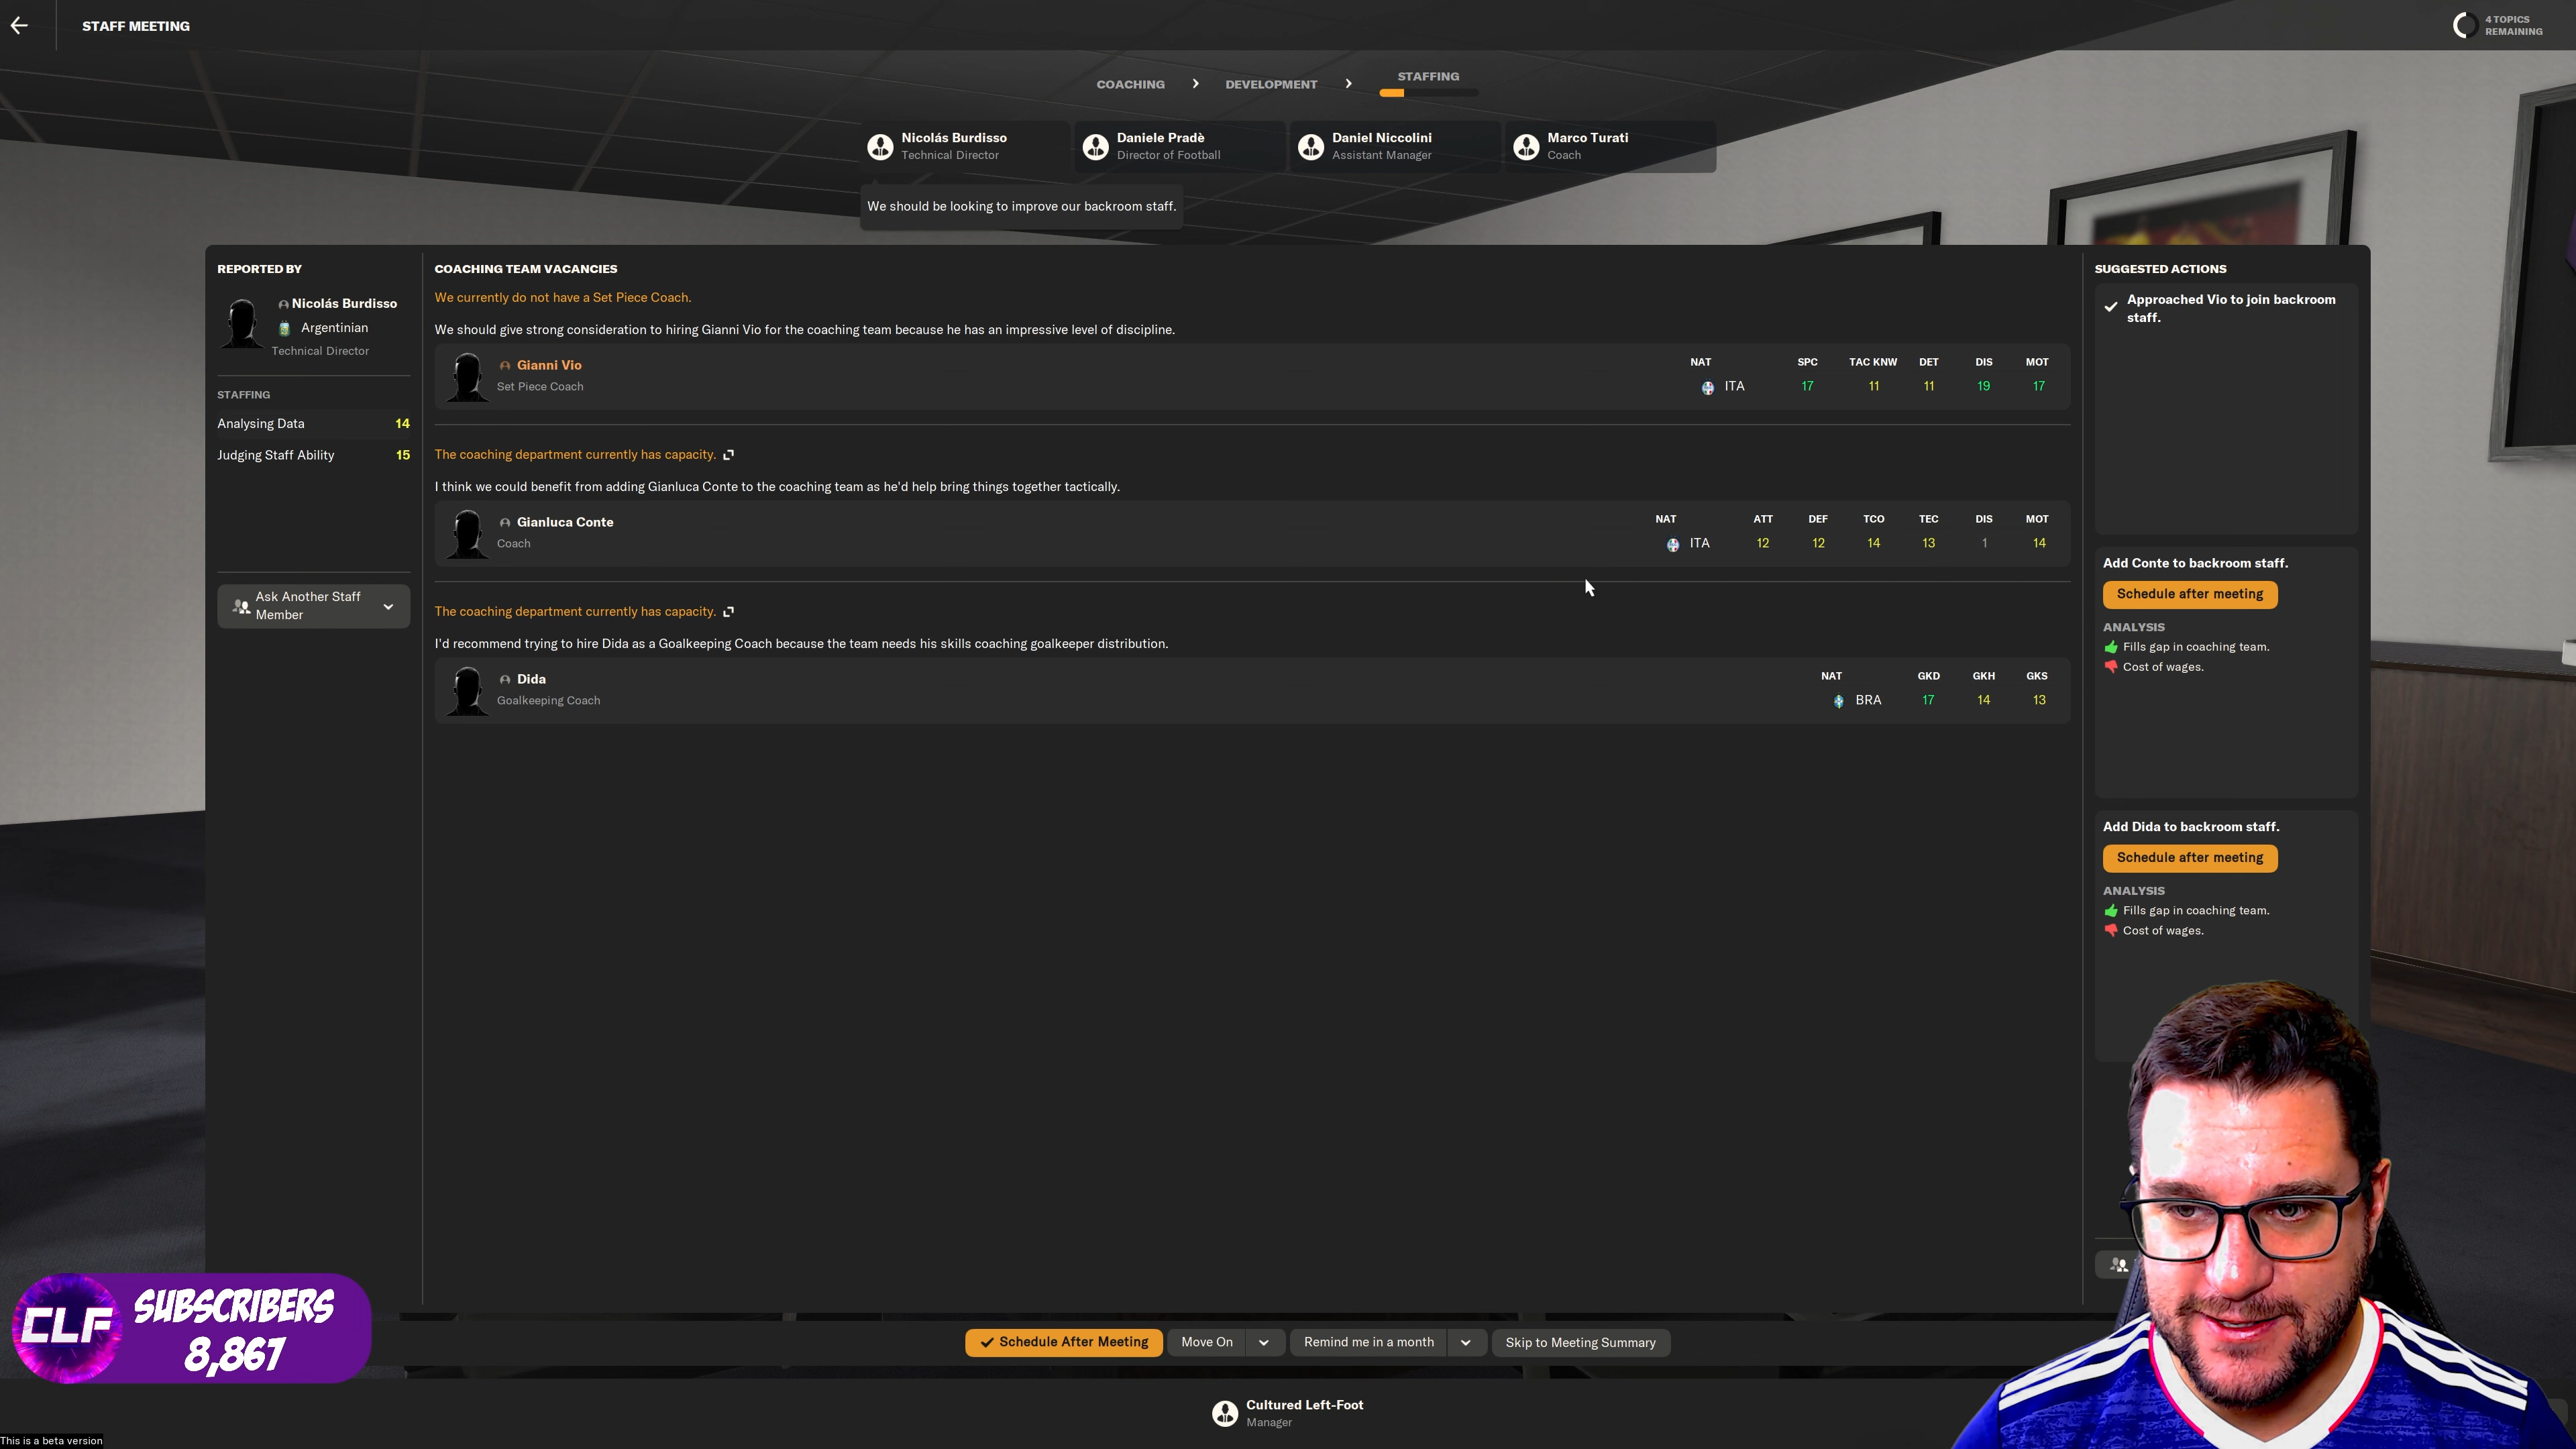 STAFF MEETING
4 TOPICS
REMAINING
COACHING
DEVELOPMENT
STAFFING
Nicolás Burdisso
Technical Director
Daniele Pradè
Director of Football
Daniel Niccolini
Assistant Manager
Marco Turati
Coach
We should be looking to improve our backroom staff.
REPORTED BY
Nicolás Burdisso
Argentinian
Technical Director
STAFFING
Analysing Data 14
Judging Staff Ability 15
Ask Another Staff
Member
COACHING TEAM VACANCIES
We currently do not have a Set Piece Coach.
We should give strong consideration to hiring Gianni Vio for the coaching team because he has an impressive level of discipline.
Gianni Vio
Set Piece Coach
NAT SPC TAC KNW DET DIS MOT
ITA 17 11 11 19 17
The coaching department currently has capacity.
I think we could benefit from adding Gianluca Conte to the coaching team as he'd help bring things together tactically.
Gianluca Conte
Coach
NAT ATT DEF TCO TEC DIS MOT
ITA 12 12 14 13 1 14
The coaching department currently has capacity.
I'd recommend trying to hire Dida as a Goalkeeping Coach because the team needs his skills coaching goalkeeper distribution.
Dida
Goalkeeping Coach
NAT GKD GKH GKS
BRA 17 14 13
SUGGESTED ACTIONS
Approached Vio to join backroom
staff.
Add Conte to backroom staff.
Schedule after meeting
ANALYSIS
Fills gap in coaching team.
Cost of wages.
Add Dida to backroom staff.
Schedule after meeting
ANALYSIS
Fills gap in coaching team.
Cost of wages.
CLF
SUBSCRIBERS
8,867
Schedule After Meeting
Move On
Remind me in a month
Skip to Meeting Summary
Cultured Left-Foot
Manager
This is a beta version